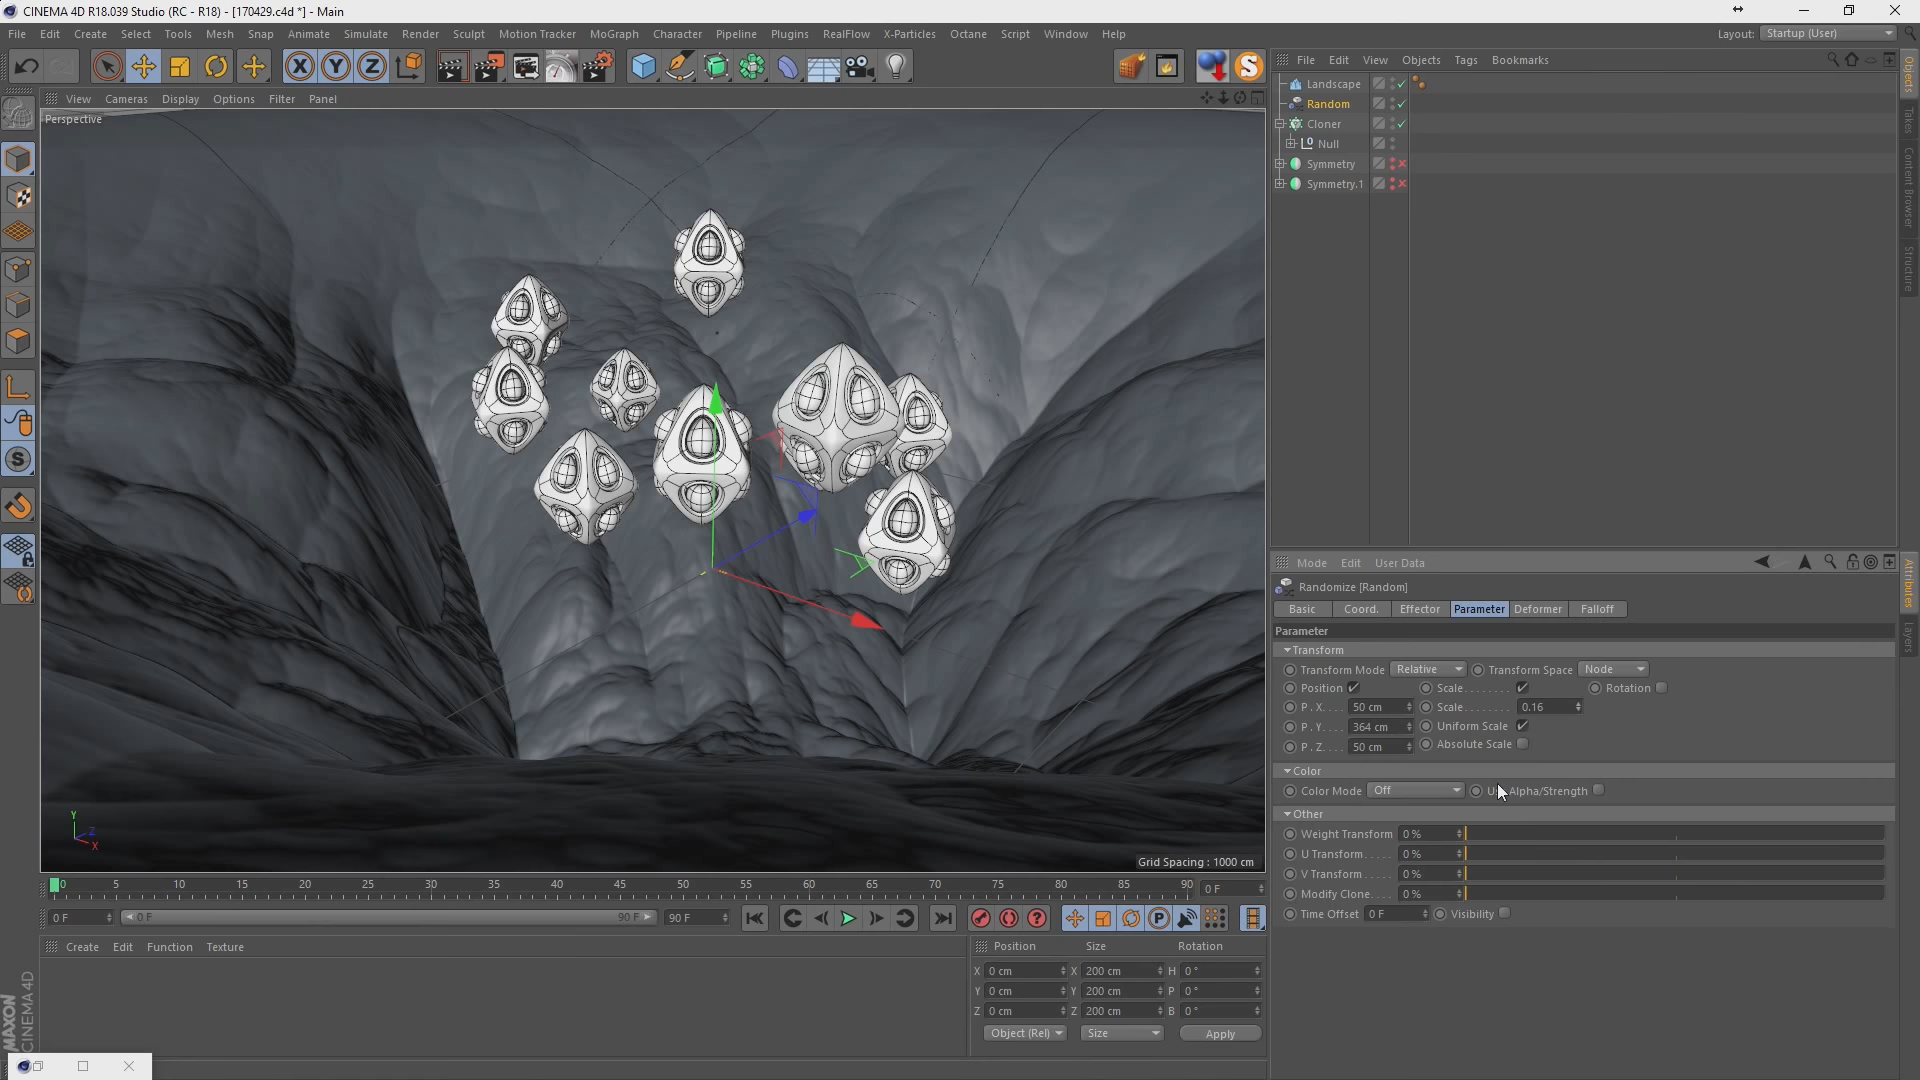 CINEMA 4D R18.039 Studio (RC - R18) - [170429.c4d *] - Main
File Edit Create Select Tools Mesh Snap Animate Simulate Render Sculpt Motion Tracker MoGraph Character Pipeline Plugins RealFlow X-Particles Octane Script Window Help
Layout: Startup (User)
File Edit View Objects Tags Bookmarks
View Cameras Display Options Filter Panel
Perspective
Landscape
Random
Cloner
Null
Symmetry
Symmetry.1
Objects
Takes
Content Browser
Structure
Mode Edit User Data
Randomize [Random]
Basic Coord. Effector Parameter Deformer Falloff
Parameter
Transform
Transform Mode Relative Transform Space Node
Position Scale Rotation
P . X 50 cm Scale 0.16
P . Y 364 cm Uniform Scale
P . Z 50 cm Absolute Scale
Color
Color Mode Off Alpha/Strength
Other
Weight Transform 0 %
U Transform 0 %
V Transform 0 %
Modify Clone 0 %
Time Offset 0 F Visibility
Attributes
Layers
Y
Z
X
Grid Spacing : 1000 cm
0 5 10 15 20 25 30 35 40 45 50 55 60 65 70 75 80 85 90 0 F
0 F 0 F 90 F 90 F
Create Edit Function Texture
Position Size Rotation
X 0 cm X 200 cm H 0 °
Y 0 cm Y 200 cm P 0 °
Z 0 cm Z 200 cm B 0 °
Object (Rel) Size Apply
MAXON
CINEMA 4D